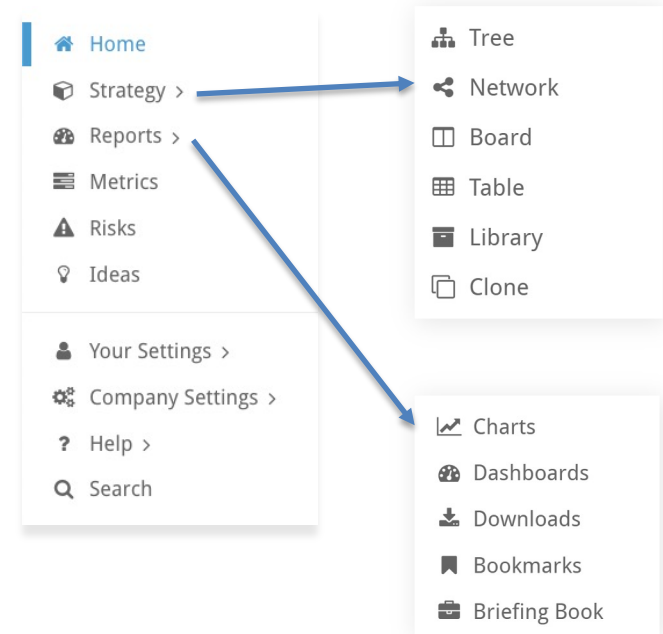 Home
Strategy >
Reports >
Metrics
Risks
Ideas
Your Settings >
Company Settings >
? Help >
Search
Tree
Network
Board
Table
Library
Clone
Charts
Dashboards
Downloads
Bookmarks
Briefing Book